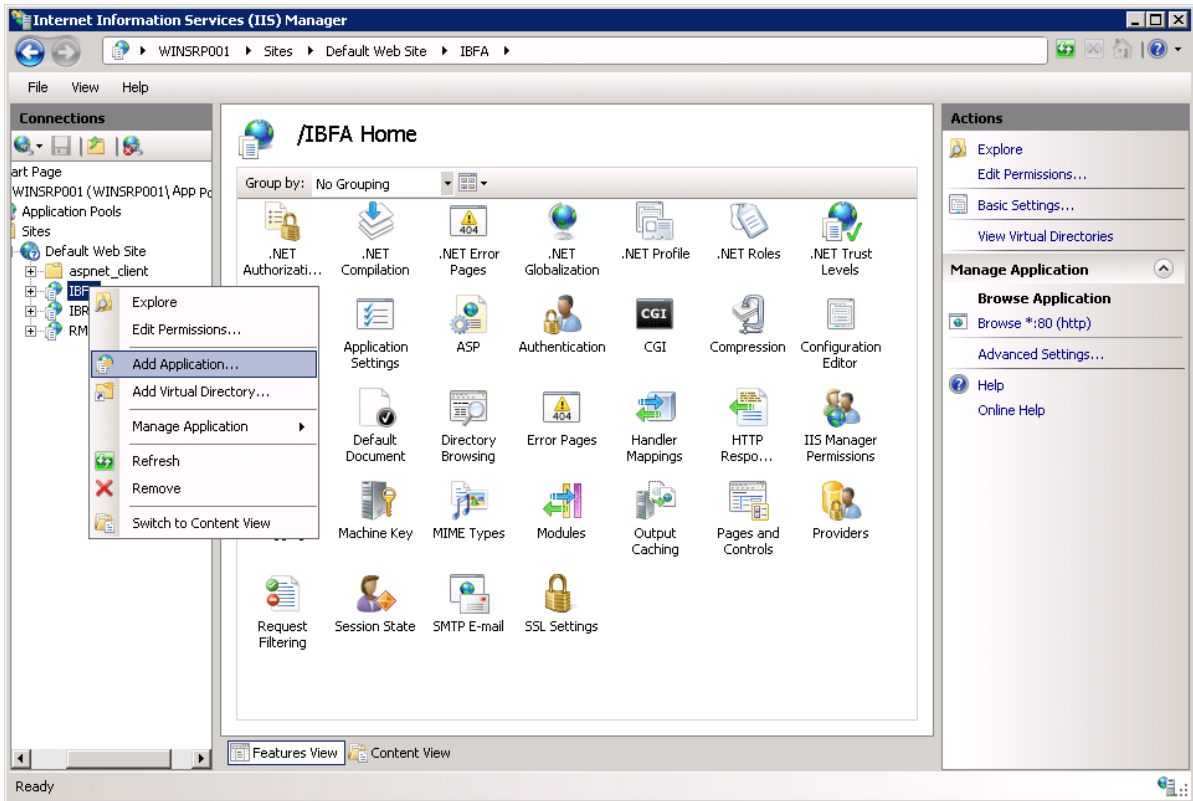 Internet Information Services (IIS) Manager
WINSRP001 Sites Default Web Site IBFA
File View Help
Connections
art Page
WINSRP001 (WINSRP001\App Po
Application Pools
Sites
Default Web Site
aspnet_client
IBF
IBR
RM
Explore
Edit Permissions...
Add Application...
Add Virtual Directory...
Manage Application
Refresh
Remove
Switch to Content View
/IBFA Home
Group by: No Grouping
.NET Authorizati...
.NET Compilation
404
.NET Error Pages
.NET Globalization
.NET Profile
.NET Roles
.NET Trust Levels
Application Settings
ASP
Authentication
CGI
CGI
Compression
Configuration Editor
Default Document
Directory Browsing
404
Error Pages
Handler Mappings
HTTP Respo...
IIS Manager Permissions
Machine Key
MIME Types
Modules
Output Caching
Pages and Controls
Providers
Request Filtering
Session State
SMTP E-mail
SSL Settings
Features View
Content View
Actions
Explore
Edit Permissions...
Basic Settings...
View Virtual Directories
Manage Application
Browse Application
Browse *:80 (http)
Advanced Settings...
Help
Online Help
Ready